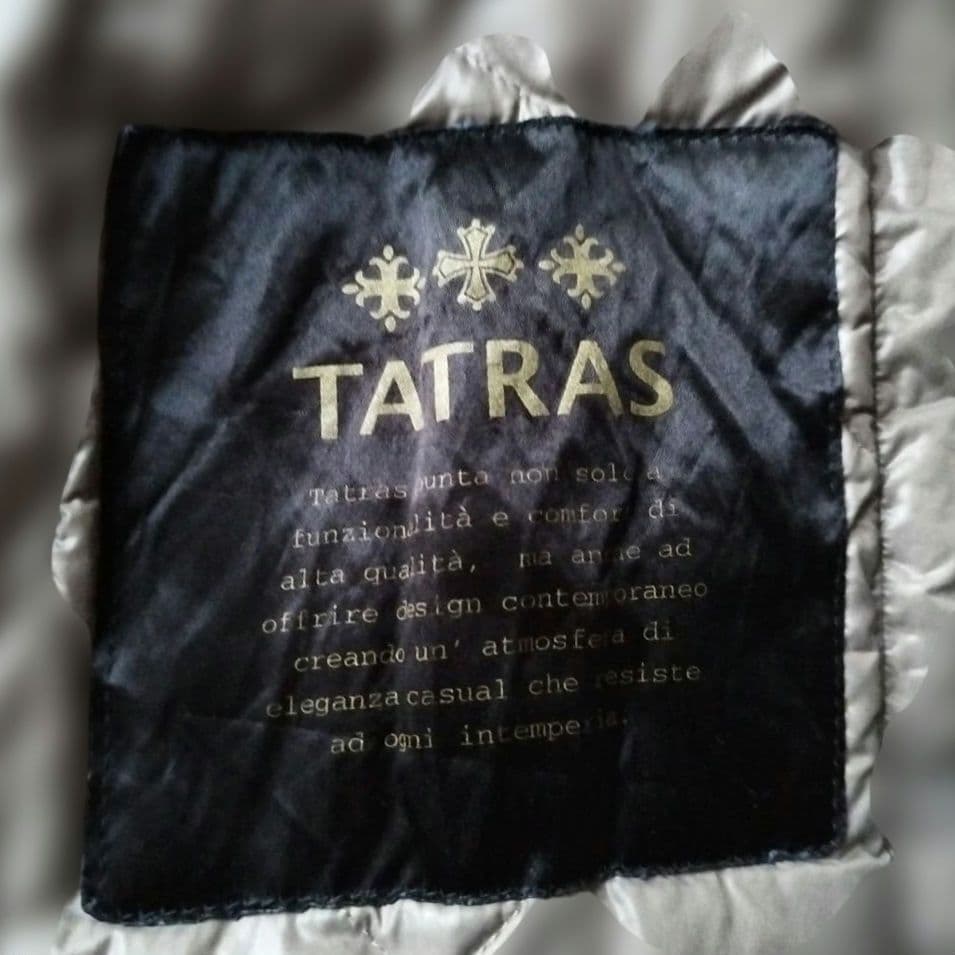 TATRAS
Tatras punta non solo a
funzionalità e comfort di
alta qualità, ma anche ad
offrire design contemporaneo
creando un' atmosfera di
eleganza casual che resiste
ad ogni intemperia.